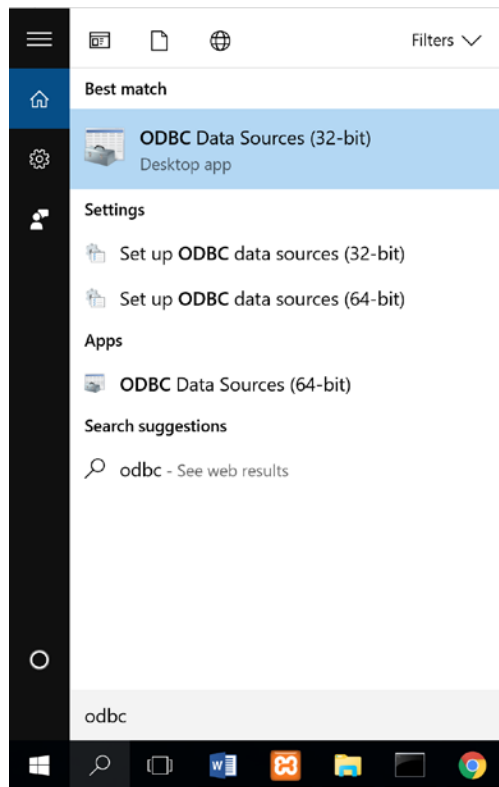 Filters
Best match
ODBC Data Sources (32-bit)
Desktop app
Settings
Set up ODBC data sources (32-bit)
Set up ODBC data sources (64-bit)
Apps
ODBC Data Sources (64-bit)
Search suggestions
odbc - See web results
odbc